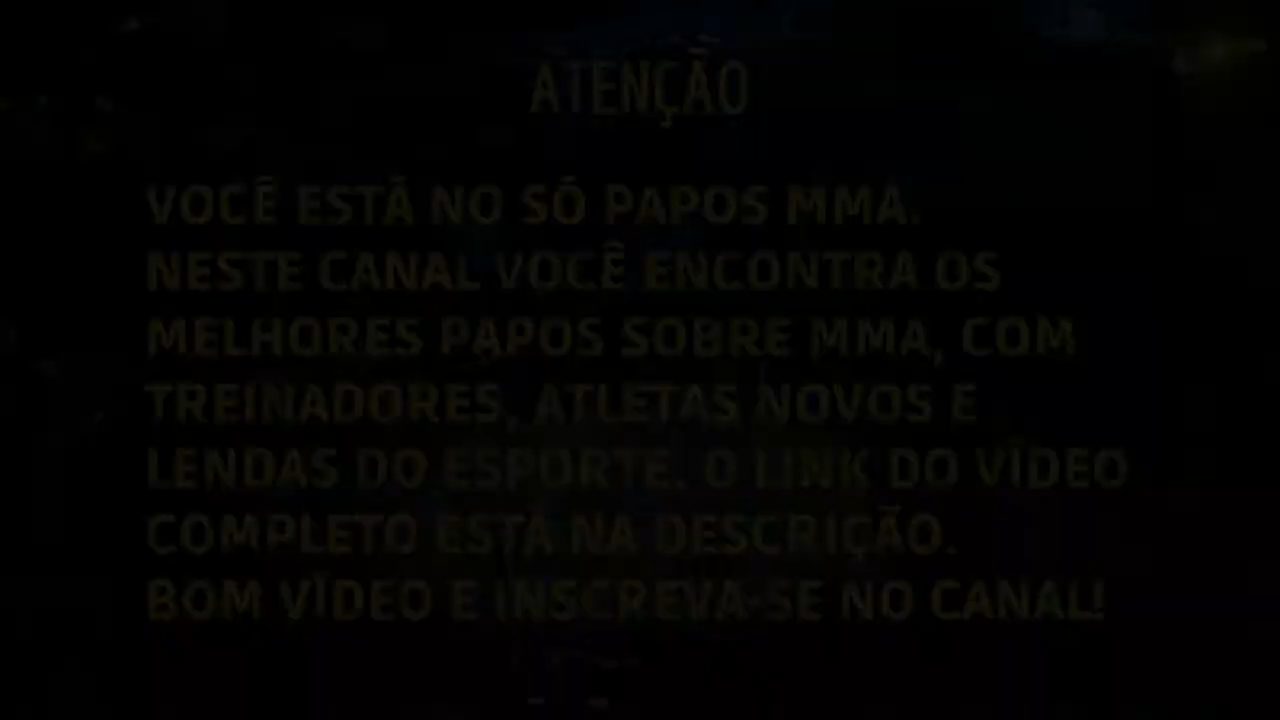 ATENÇÃO
VOCÊ ESTÁ NO SÓ PAPOS MMA.
NESTE CANAL VOCÊ ENCONTRA OS
MELHORES PAPOS SOBRE MMA, COM
TREINADORES, ATLETAS NOVOS E
LENDAS DO ESPORTE. O LINK DO VÍDEO
COMPLETO ESTÁ NA DESCRIÇÃO.
BOM VÍDEO E INSCREVA-SE NO CANAL!